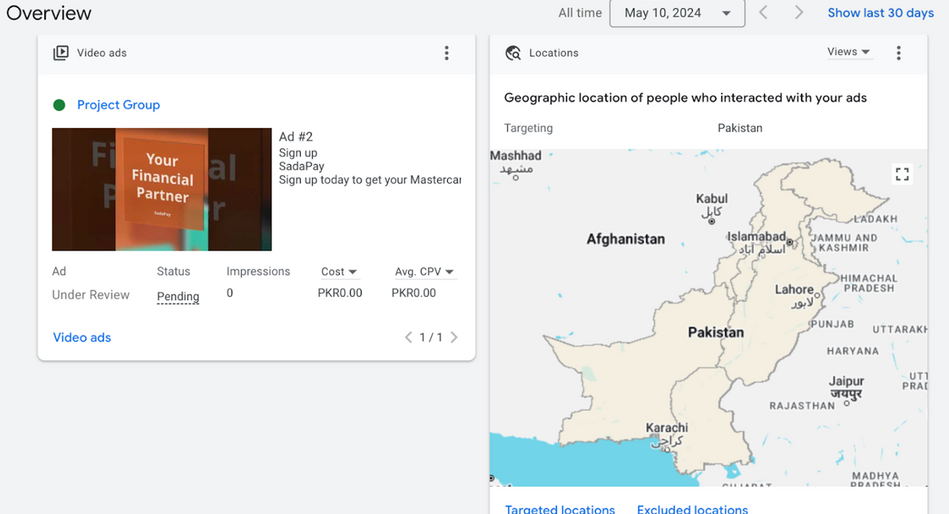 Overview
All time
May 10, 2024
Show last 30 days
Video ads
Project Group
Your
Financial
Partner
SadaPay
Ad #2
Sign up
SadaPay
Sign up today to get your Mastercar
Ad
Status
Impressions
Cost
Avg. CPV
Under Review
Pending
0
PKR0.00
PKR0.00
Video ads
1 / 1
Locations
Views
Geographic location of people who interacted with your ads
Targeting
Pakistan
Mashhad
مشهد
Kabul
کابل
Afghanistan
Islamabad
اسلام آباد
LADAKH
JAMMU AND
KASHMIR
HIMACHAL
PRADESH
Lahore
لاہور
Pakistan
PUNJAB
UTTARAKH
HARYANA
Jaipur
जयपुर
UTT
PRAD
RAJASTHAN
Karachi
کراچی
MADHYA
PRADESH
GUJARAT
Targeted locations
Excluded locations